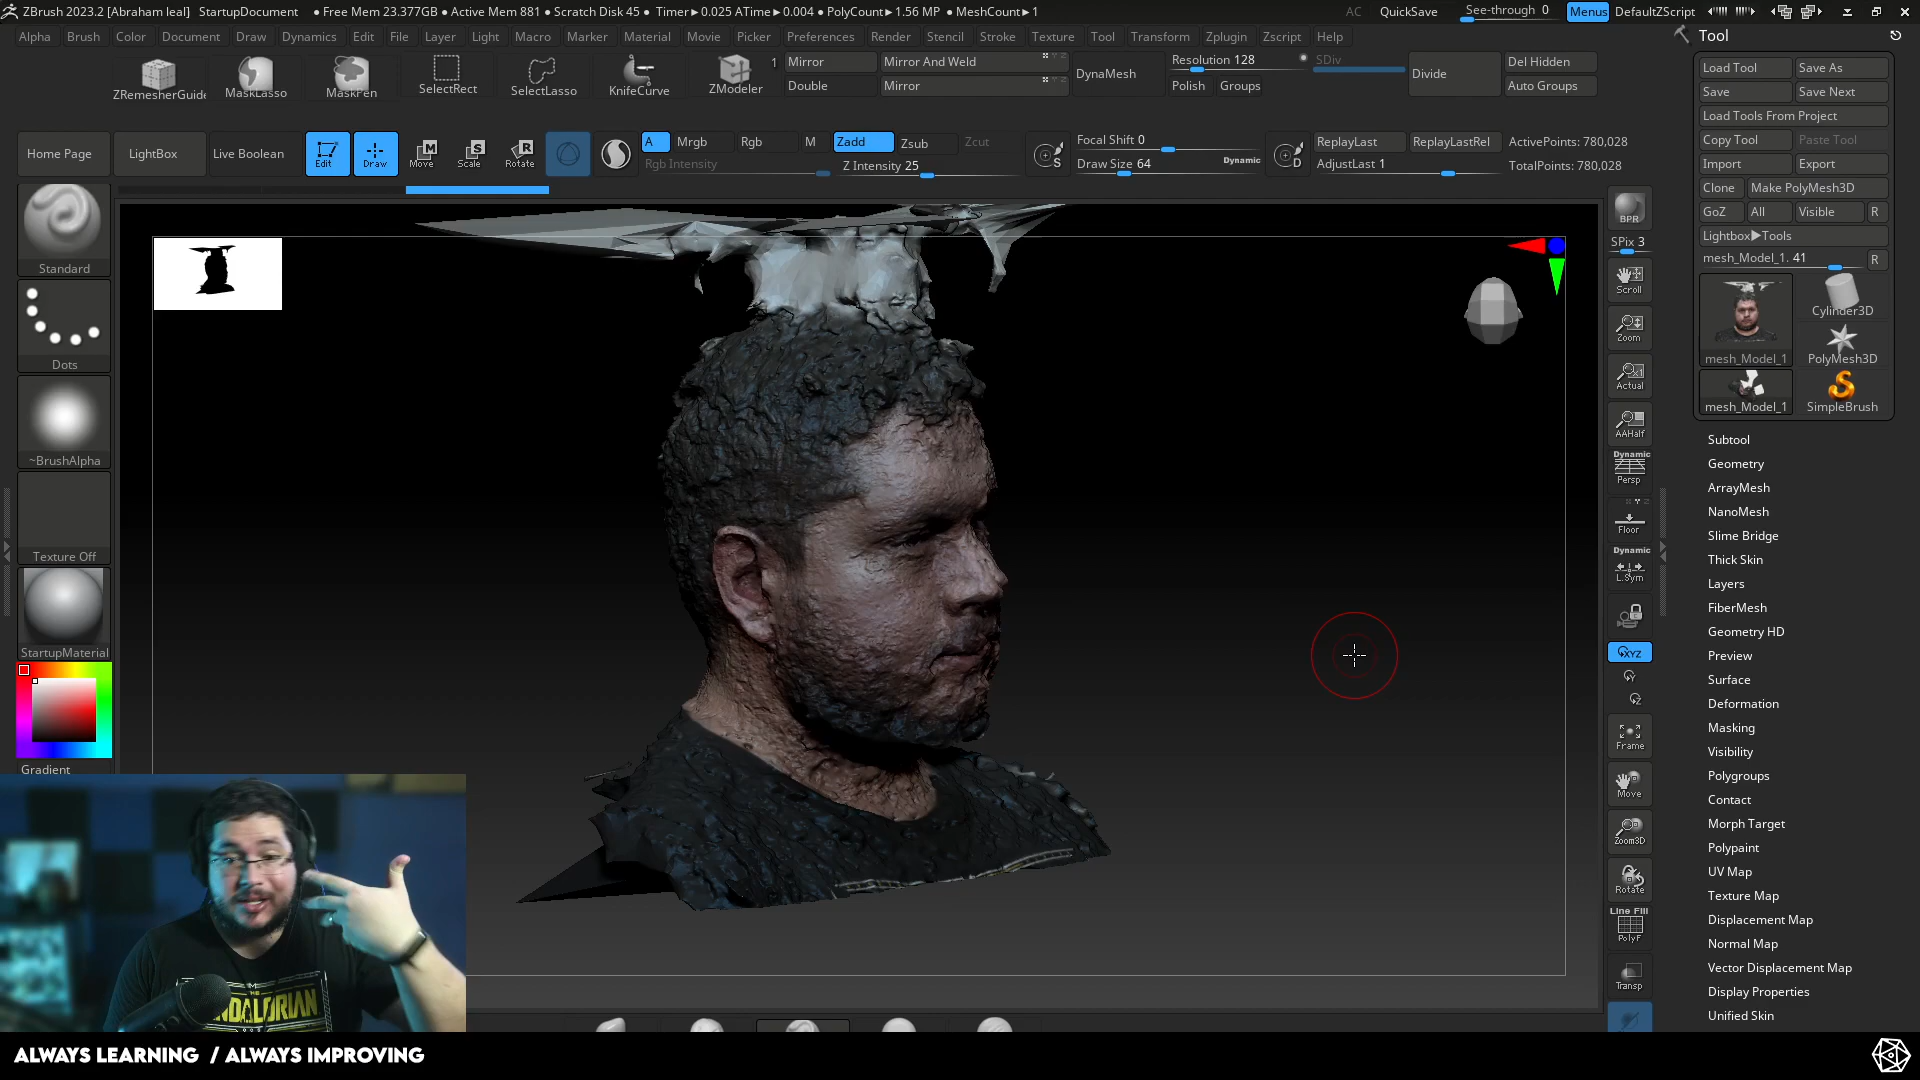 ZBrush 2023.2 [Abraham leal] StartupDocument ● Free Mem 23.377GB ● Active Mem 881 ● Scratch Disk 45 ● Timer►0.025 ATime►0.004 ● PolyCount►1.56 MP ● MeshCount►1 AC QuickSave See-through 0 Menus DefaultZScript
Alpha Brush Color Document Draw Dynamics Edit File Layer Light Macro Marker Material Movie Picker Preferences Render Stencil Stroke Texture Tool Transform Zplugin Zscript Help
ZRemesherGuide MaskLasso MaskPen SelectRect SelectLasso KnifeCurve ZModeler 1
Mirror Mirror And Weld
Double Mirror
DynaMesh
Resolution 128
Polish Groups
SDiv
Divide
Del Hidden
Auto Groups
Home Page LightBox Live Boolean Edit Draw Move Scale Rotate
A Mrgb Rgb M Zadd Zsub Zcut
Rgb Intensity Z Intensity 25
Focal Shift 0
Draw Size 64 Dynamic
ReplayLast ReplayLastRel ActivePoints: 780,028
AdjustLast 1 TotalPoints: 780,028
Standard
Dots
~BrushAlpha
Texture Off
StartupMaterial
Gradient
BPR
SPix 3
Scroll
Zoom
Actual
AAHalf
Dynamic
Persp
Floor
Dynamic
L.Sym
XYZ
Frame
Move
Zoom3D
Rotate
Line Fill
PolyF
Transp
Tool
Load Tool Save As
Save Save Next
Load Tools From Project
Copy Tool Paste Tool
Import Export
Clone Make PolyMesh3D
GoZ All Visible R
Lightbox►Tools
mesh_Model_1. 41 R
mesh_Model_1 Cylinder3D
PolyMesh3D
mesh_Model_1 SimpleBrush
Subtool
Geometry
ArrayMesh
NanoMesh
Slime Bridge
Thick Skin
Layers
FiberMesh
Geometry HD
Preview
Surface
Deformation
Masking
Visibility
Polygroups
Contact
Morph Target
Polypaint
UV Map
Texture Map
Displacement Map
Normal Map
Vector Displacement Map
Display Properties
Unified Skin
ALWAYS LEARNING / ALWAYS IMPROVING